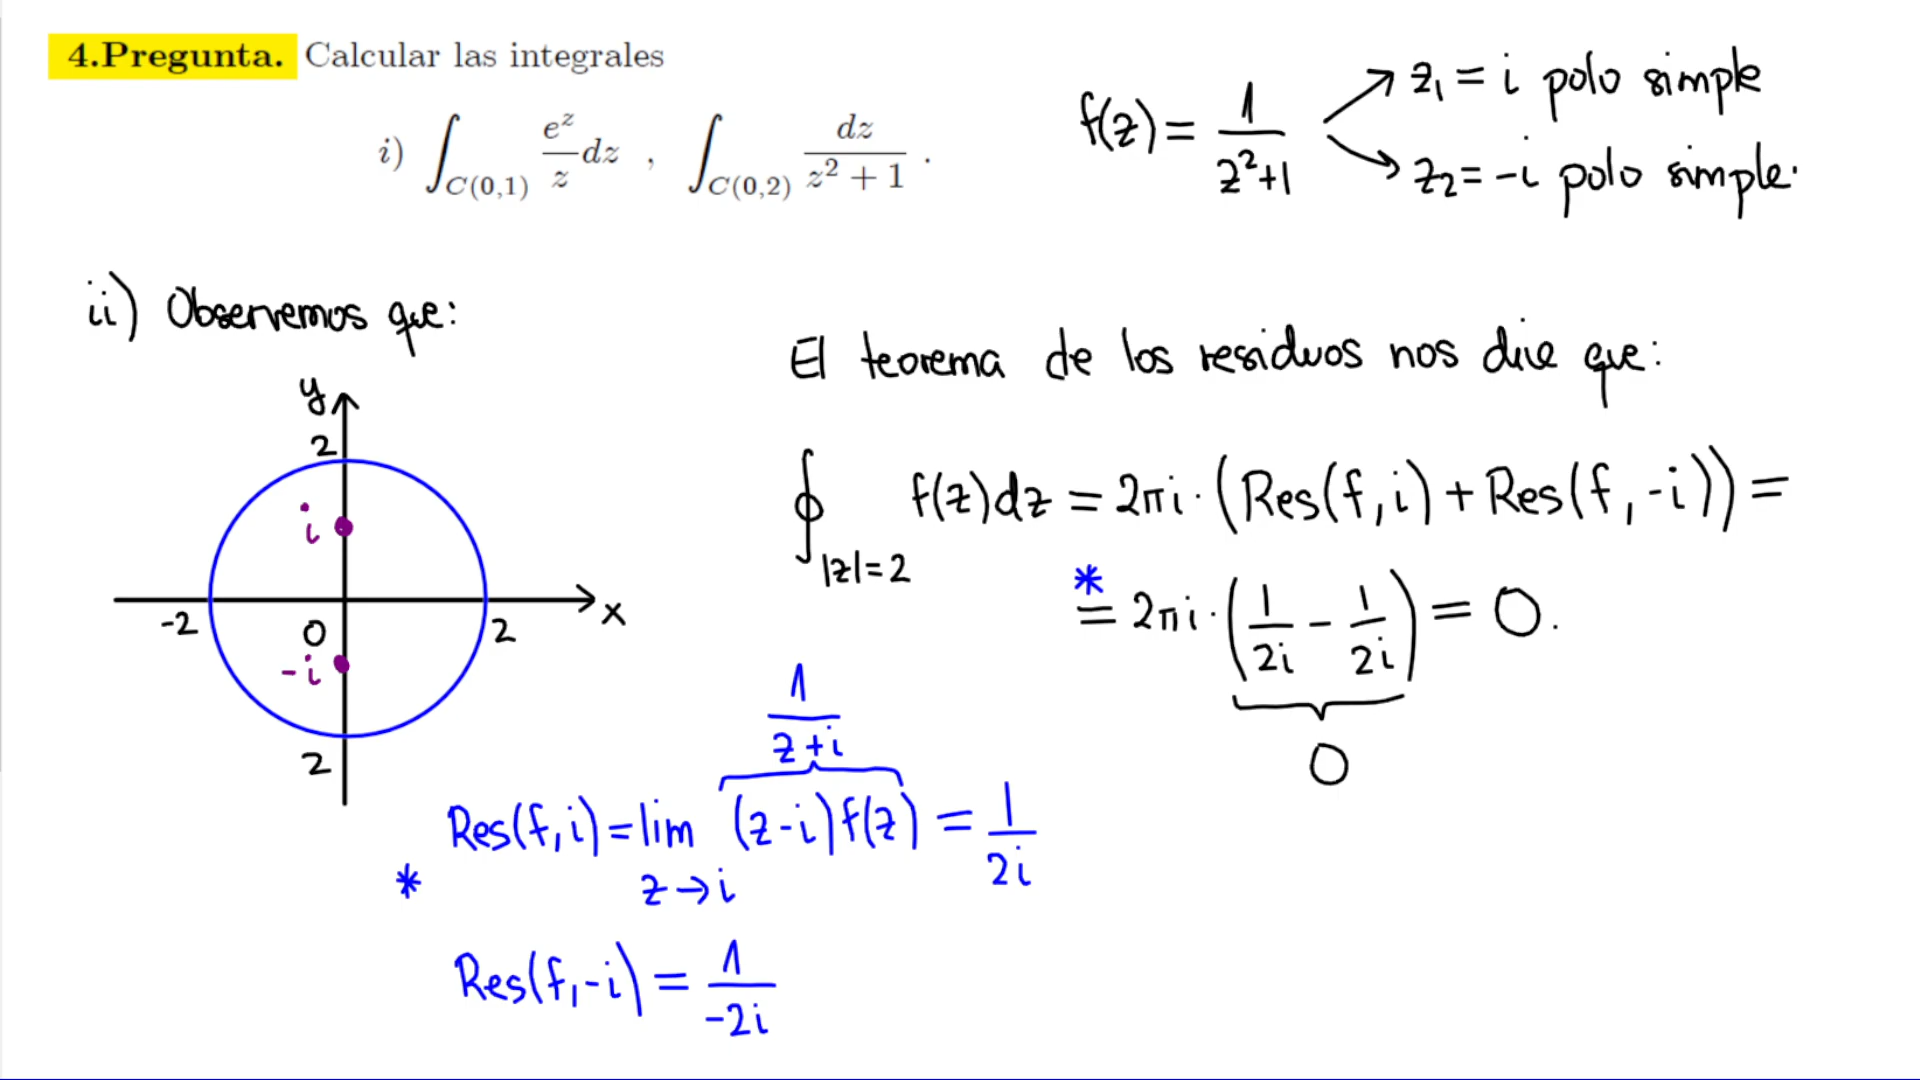 4.Pregunta. Calcular las integrales
i) ∫_{C(0,1)} e^z/z dz , ∫_{C(0,2)} dz/(z²+1) .
f(z) = 1/(z²+1)
z₁ = i polo simple
z₂ = -i polo simple.
ii) Observemos que:
y
2
i
-2 0 2 x
-i
2
El teorema de los residuos nos dice que:
∮_{|z|=2} f(z)dz = 2πi·(Res(f,i)+Res(f,-i)) =
* = 2πi·(1/2i - 1/2i) = 0.
0
1/(z+i)
* Res(f,i) = lim_{z→i} (z-i)f(z) = 1/2i
Res(f,-i) = 1/-2i